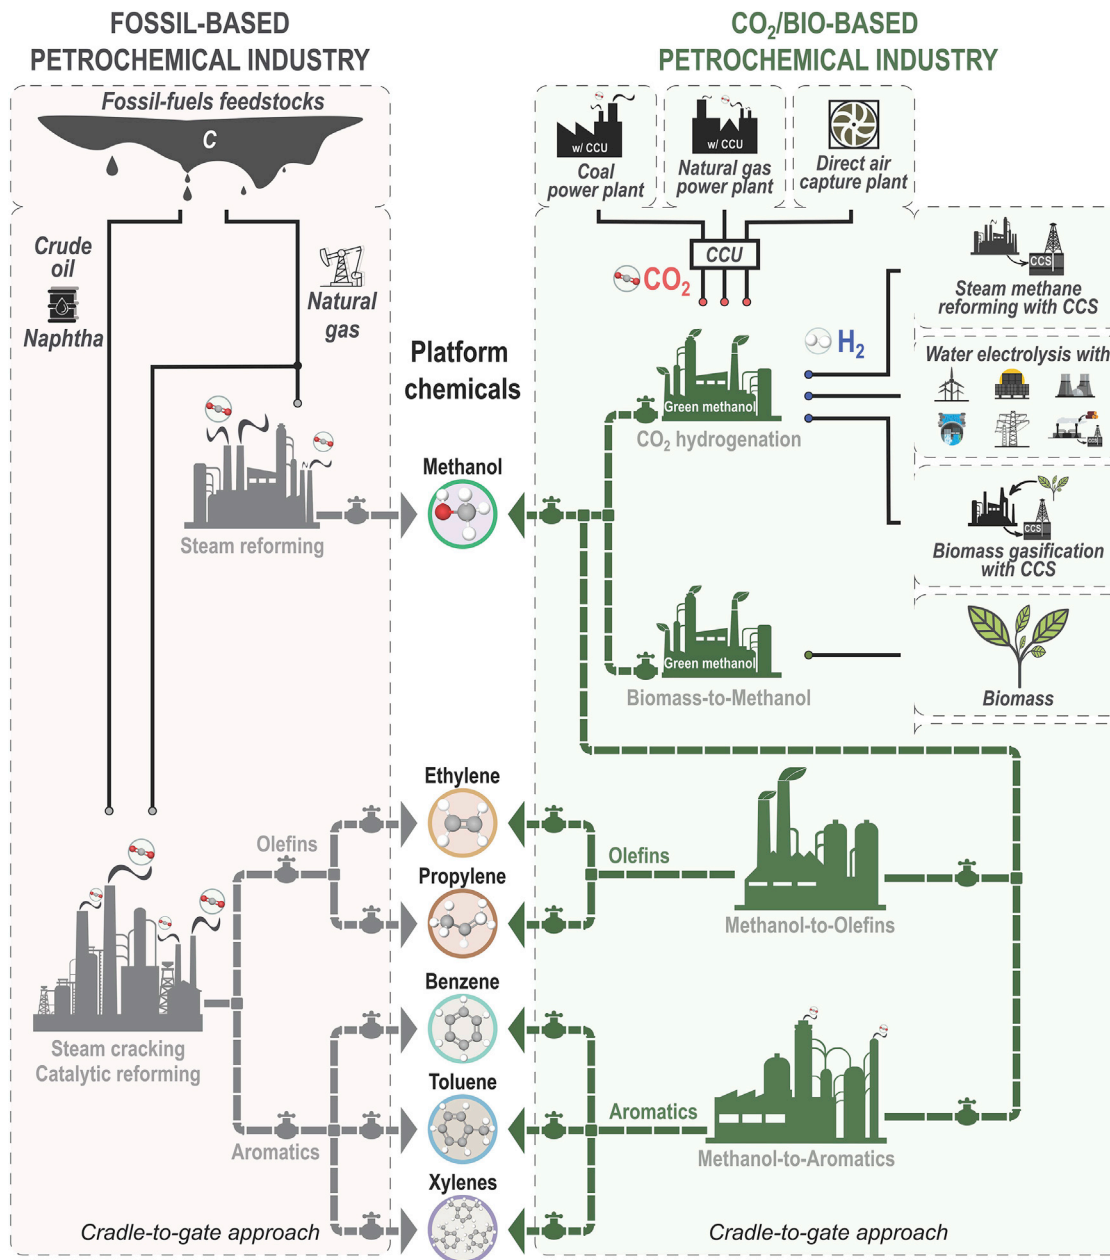 FOSSIL-BASED
PETROCHEMICAL INDUSTRY
Fossil-fuels feedstocks
C
Crude
oil
Naphtha
Natural
gas
Steam reforming
Olefins
Steam cracking
Catalytic reforming
Aromatics
Cradle-to-gate approach
Platform
chemicals
Methanol
Ethylene
Propylene
Benzene
Toluene
Xylenes
CO₂/BIO-BASED
PETROCHEMICAL INDUSTRY
w/ CCU
Coal
power plant
w/ CCU
Natural gas
power plant
Direct air
capture plant
CCU
CO₂
H₂
Green methanol
CO₂ hydrogenation
CCS
Steam methane
reforming with CCS
Water electrolysis with
CCS
CCS
Biomass gasification
with CCS
Green methanol
Biomass-to-Methanol
Biomass
Olefins
Methanol-to-Olefins
Aromatics
Methanol-to-Aromatics
Cradle-to-gate approach